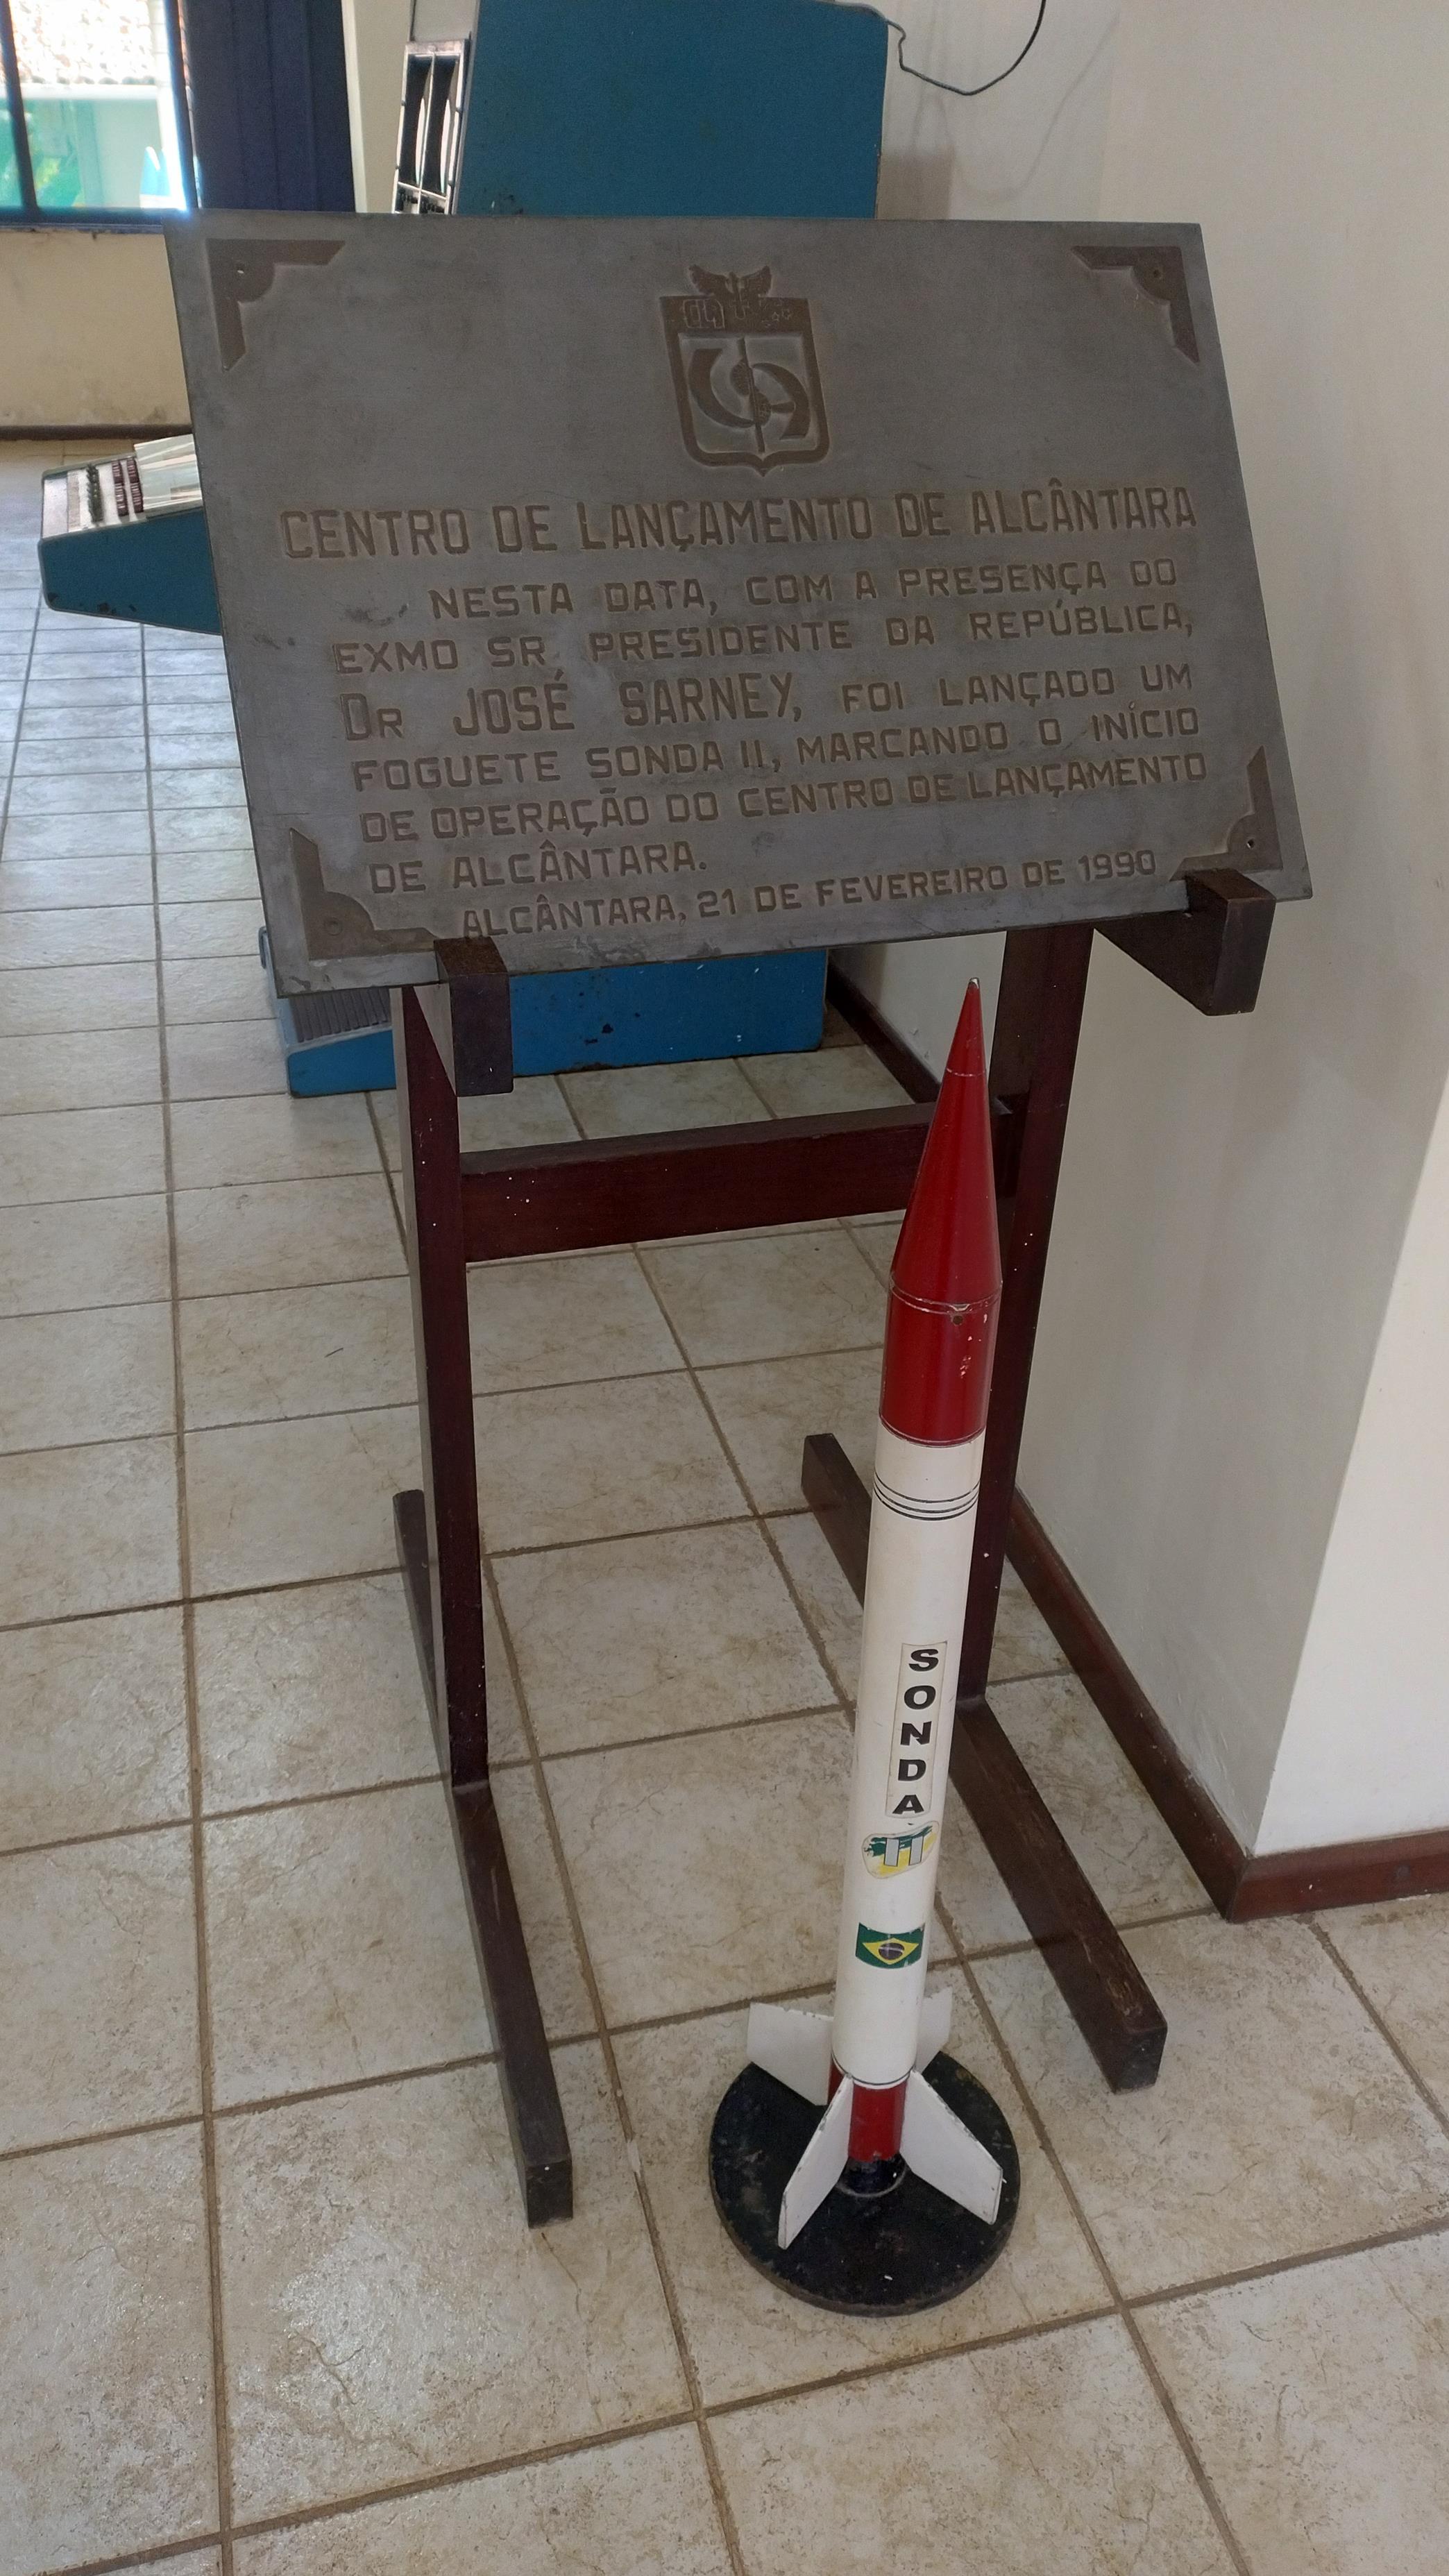 CENTRO DE LANÇAMENTO DE ALCÂNTARA
NESTA DATA, COM A PRESENÇA DO
EXMO SR. PRESIDENTE DA REPÚBLICA,
DR JOSÉ SARNEY, FOI LANÇADO UM
FOGUETE SONDA II, MARCANDO O INÍCIO
DE OPERAÇÃO DO CENTRO DE LANÇAMENTO
DE ALCÂNTARA.
ALCÂNTARA, 21 DE FEVEREIRO DE 1990
SONDA
II